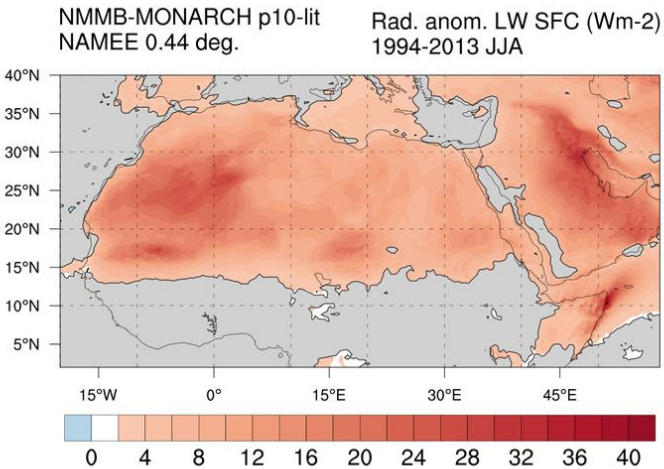 NMMB-MONARCH p10-lit
NAMEE 0.44 deg.
Rad. anom. LW SFC (Wm-2)
1994-2013 JJA
40°N
35°N
30°N
25°N
20°N
15°N
10°N
5°N
15°W 0° 15°E 30°E 45°E
0 4 8 12 16 20 24 28 32 36 40